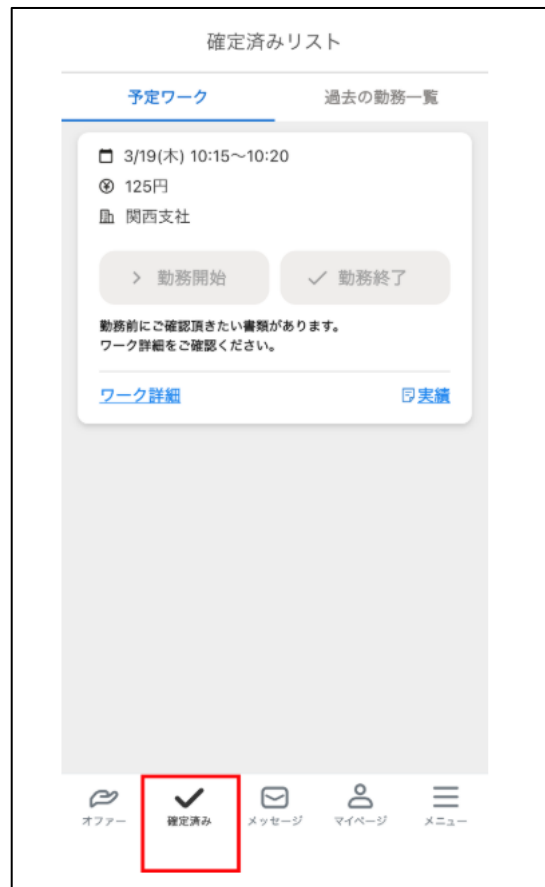 確定済みリスト
予定ワーク
過去の勤務一覧
3/19(木) 10:15～10:20
125円
関西支社
勤務開始
勤務終了
勤務前にご確認頂きたい書類があります。
ワーク詳細をご確認ください。
ワーク詳細
実績
オファー
確定済み
メッセージ
マイページ
メニュー